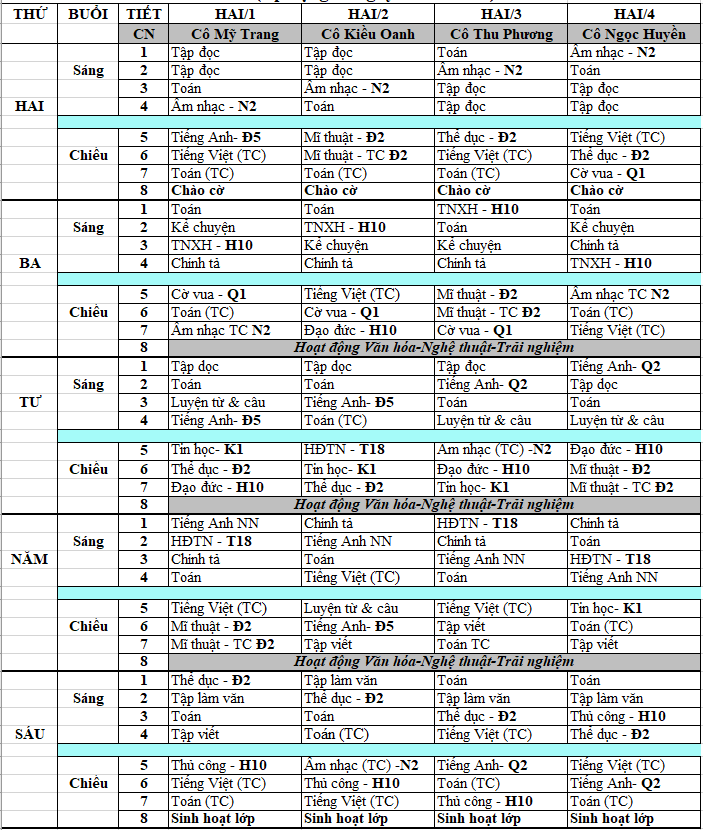 THỨ BUỔI TIẾT HAI/1 HAI/2 HAI/3 HAI/4
CN Cô Mỹ Trang Cô Kiều Oanh Cô Thu Phương Cô Ngọc Huyền
1 Tập đọc Tập đọc Toán Âm nhạc - N2
Sáng 2 Tập đọc Tập đọc Âm nhạc - N2 Toán
3 Toán Âm nhạc - N2 Tập đọc Tập đọc
HAI 4 Âm nhạc - N2 Toán Tập đọc Tập đọc
5 Tiếng Anh- Đ5 Mĩ thuật - Đ2 Thể dục - Đ2 Tiếng Việt (TC)
Chiều 6 Tiếng Việt (TC) Mĩ thuật - TC Đ2 Tiếng Việt (TC) Thể dục - Đ2
7 Toán (TC) Toán (TC) Toán (TC) Cờ vua - Q1
8 Chào cờ Chào cờ Chào cờ Chào cờ
1 Toán Toán TNXH - H10 Toán
Sáng 2 Kể chuyện TNXH - H10 Toán Kể chuyện
3 TNXH - H10 Kể chuyện Kể chuyện Chính tả
BA 4 Chính tả Chính tả Chính tả TNXH - H10
5 Cờ vua - Q1 Tiếng Việt (TC) Mĩ thuật - Đ2 Âm nhạc TC N2
Chiều 6 Toán (TC) Cờ vua - Q1 Mĩ thuật - TC Đ2 Toán (TC)
7 Âm nhạc TC N2 Đạo đức - H10 Cờ vua - Q1 Tiếng Việt (TC)
8 Hoạt động Văn hóa-Nghệ thuật-Trải nghiệm
1 Tập đọc Tập đọc Tập đọc Tiếng Anh- Q2
Sáng 2 Toán Toán Tiếng Anh- Q2 Tập đọc
TƯ 3 Luyện từ & câu Tiếng Anh- Đ5 Toán Toán
4 Tiếng Anh- Đ5 Toán (TC) Luyện từ & câu Luyện từ & câu
5 Tin học- K1 HĐTN - T18 Âm nhạc (TC) -N2 Đạo đức - H10
Chiều 6 Thể dục - Đ2 Tin học- K1 Đạo đức - H10 Mĩ thuật - Đ2
7 Đạo đức - H10 Thể dục - Đ2 Tin học- K1 Mĩ thuật - TC Đ2
8 Hoạt động Văn hóa-Nghệ thuật-Trải nghiệm
1 Tiếng Anh NN Chính tả HĐTN - T18 Chính tả
Sáng 2 HĐTN - T18 Tiếng Anh NN Chính tả Toán
NĂM 3 Chính tả Toán Tiếng Anh NN HĐTN - T18
4 Toán Tiếng Việt (TC) Toán Tiếng Anh NN
5 Tiếng Việt (TC) Luyện từ & câu Tiếng Việt (TC) Tin học- K1
Chiều 6 Mĩ thuật - Đ2 Tiếng Anh- Đ5 Tập viết Toán (TC)
7 Mĩ thuật - TC Đ2 Tập viết Toán TC Tập viết
8 Hoạt động Văn hóa-Nghệ thuật-Trải nghiệm
1 Thể dục - Đ2 Tập làm văn Toán Toán
Sáng 2 Tập làm văn Thể dục - Đ2 Tập làm văn Tập làm văn
3 Toán Toán Thể dục - Đ2 Thủ công - H10
SÁU 4 Tập viết Toán (TC) Tiếng Việt (TC) Thể dục - Đ2
5 Thủ công - H10 Âm nhạc (TC) -N2 Tiếng Anh- Q2 Tiếng Việt (TC)
Chiều 6 Tiếng Việt (TC) Thủ công - H10 Toán (TC) Tiếng Anh- Q2
7 Toán (TC) Tiếng Việt (TC) Thủ công - H10 Toán (TC)
8 Sinh hoạt lớp Sinh hoạt lớp Sinh hoạt lớp Sinh hoạt lớp